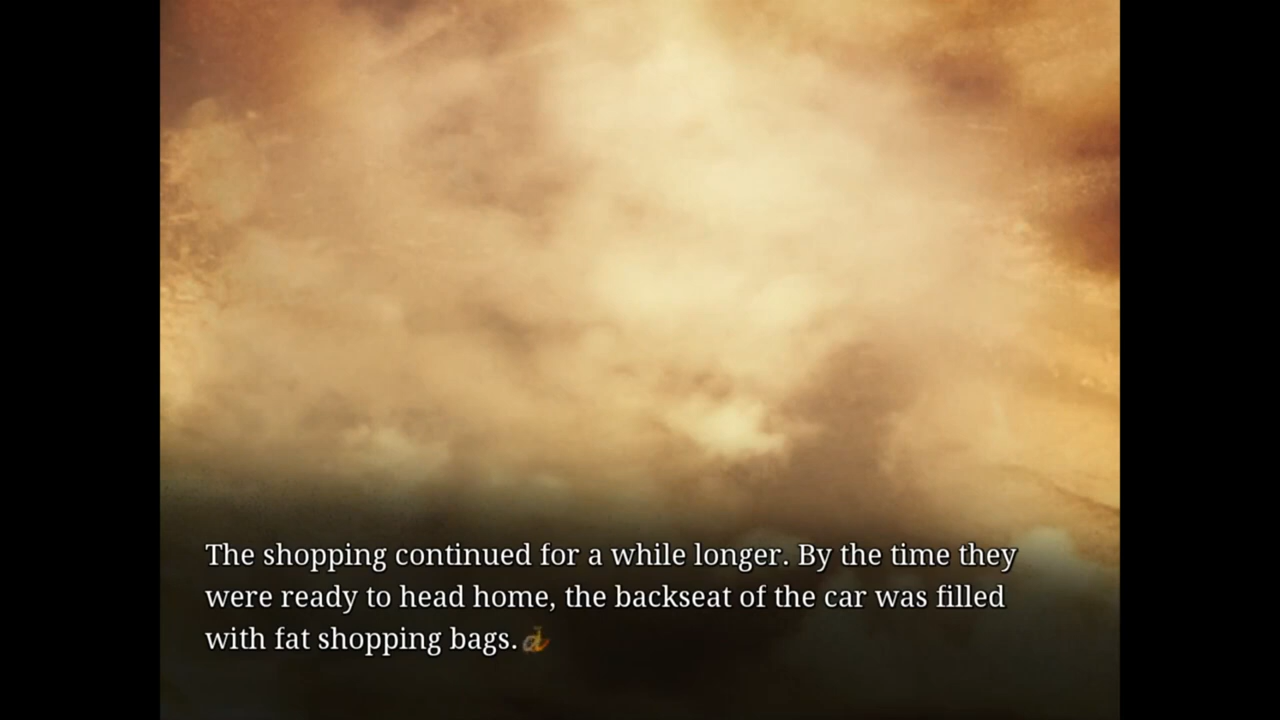 The shopping continued for a while longer. By the time they
were ready to head home, the backseat of the car was filled
with fat shopping bags.